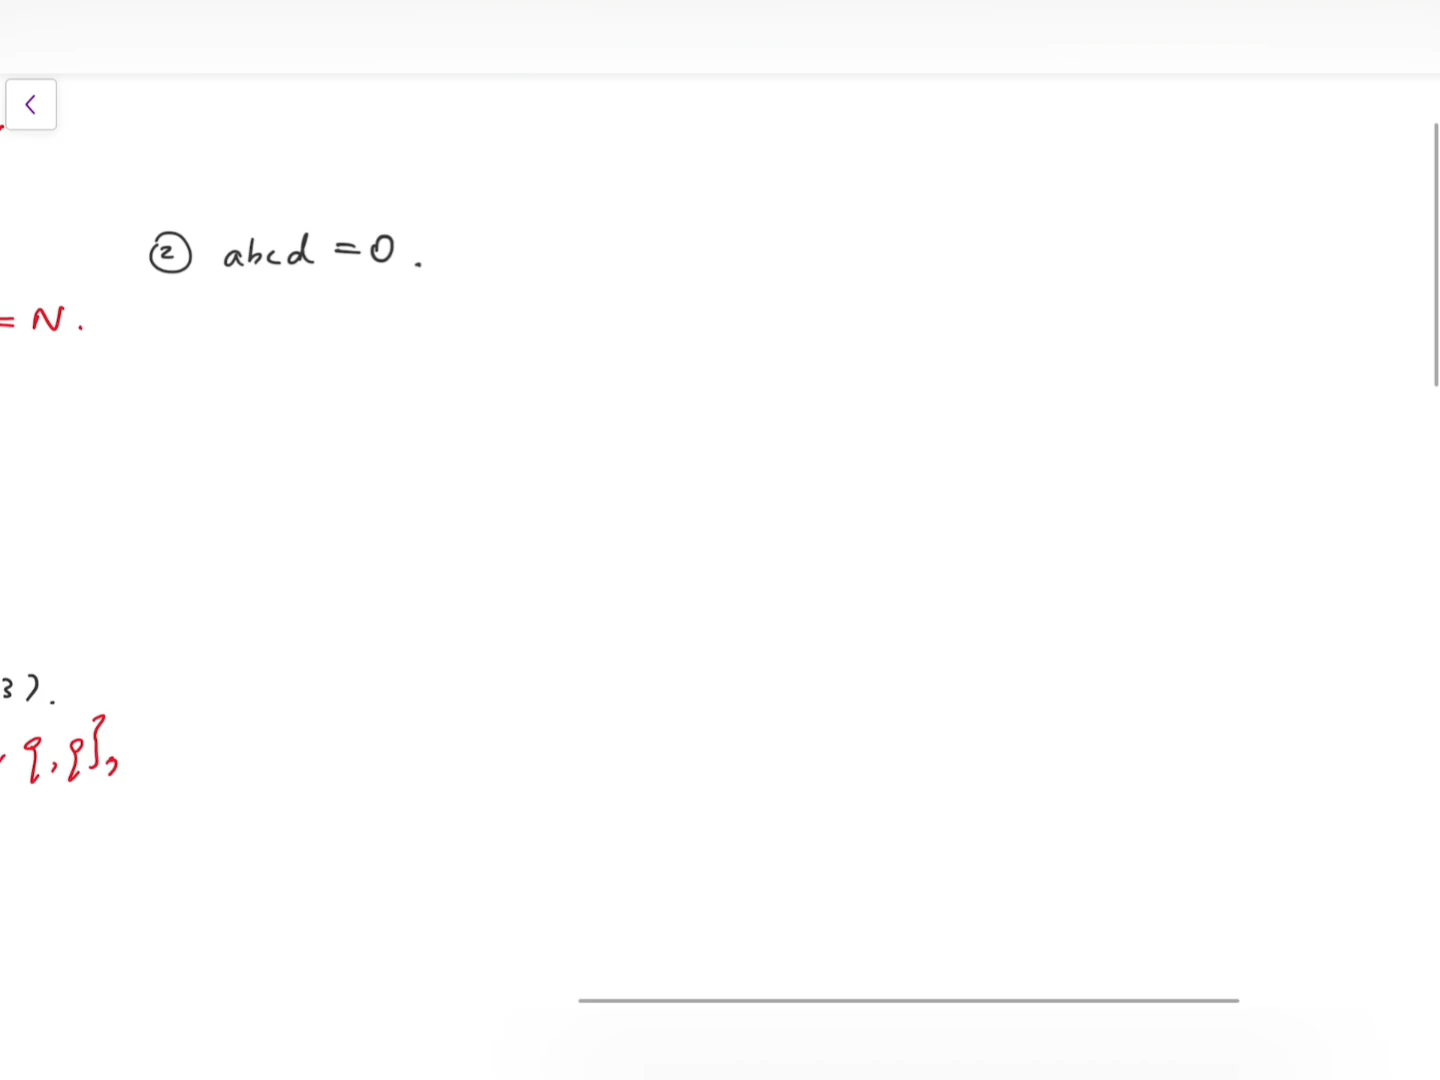 ② abcd = 0 .
= N .
3 ) .